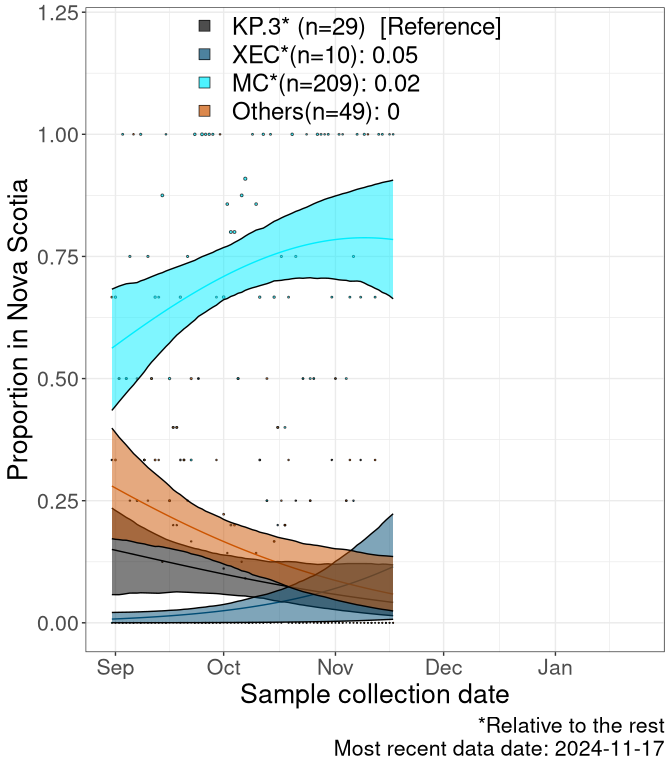 KP.3* (n=29)  [Reference]
XEC*(n=10): 0.05
MC*(n=209): 0.02
Others(n=49): 0
1.25
1.00
0.75
0.50
0.25
0.00
Proportion in Nova Scotia
Sep Oct Nov Dec Jan
Sample collection date
*Relative to the rest
Most recent data date: 2024-11-17